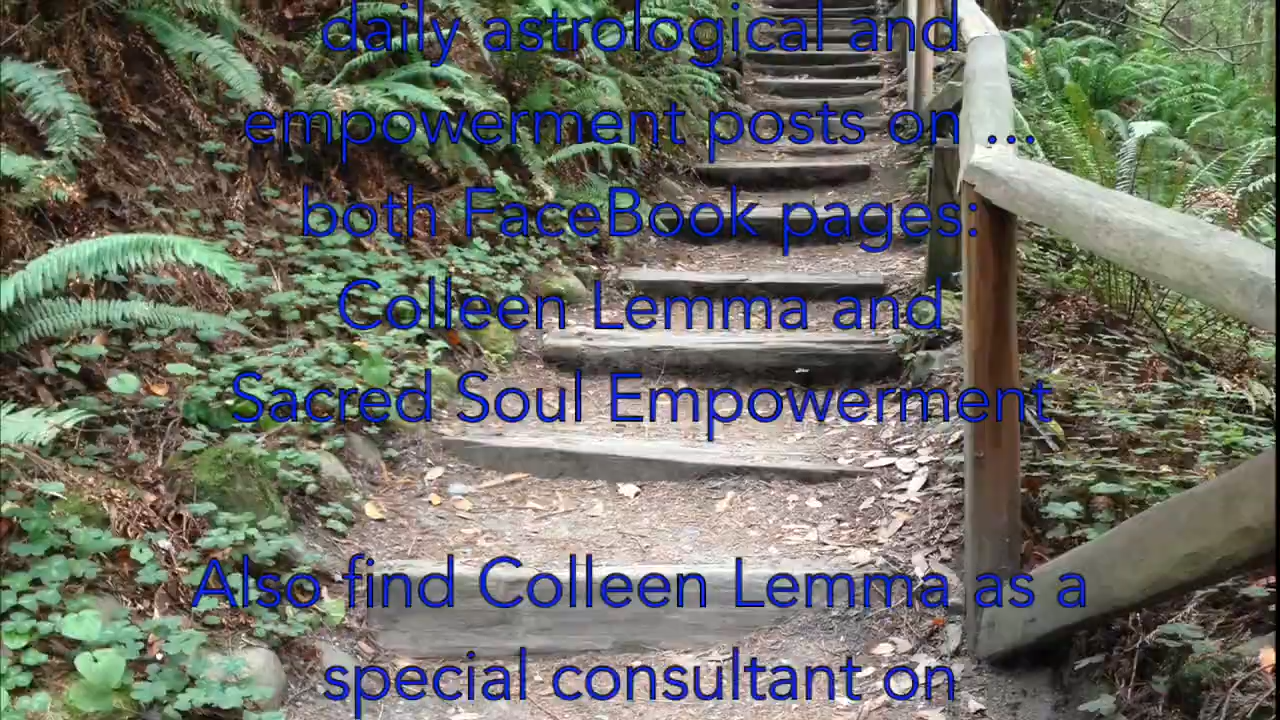 daily astrological and
empowerment posts on ...
both FaceBook pages:
Colleen Lemma and
Sacred Soul Empowerment
Also find Colleen Lemma as a
special consultant on